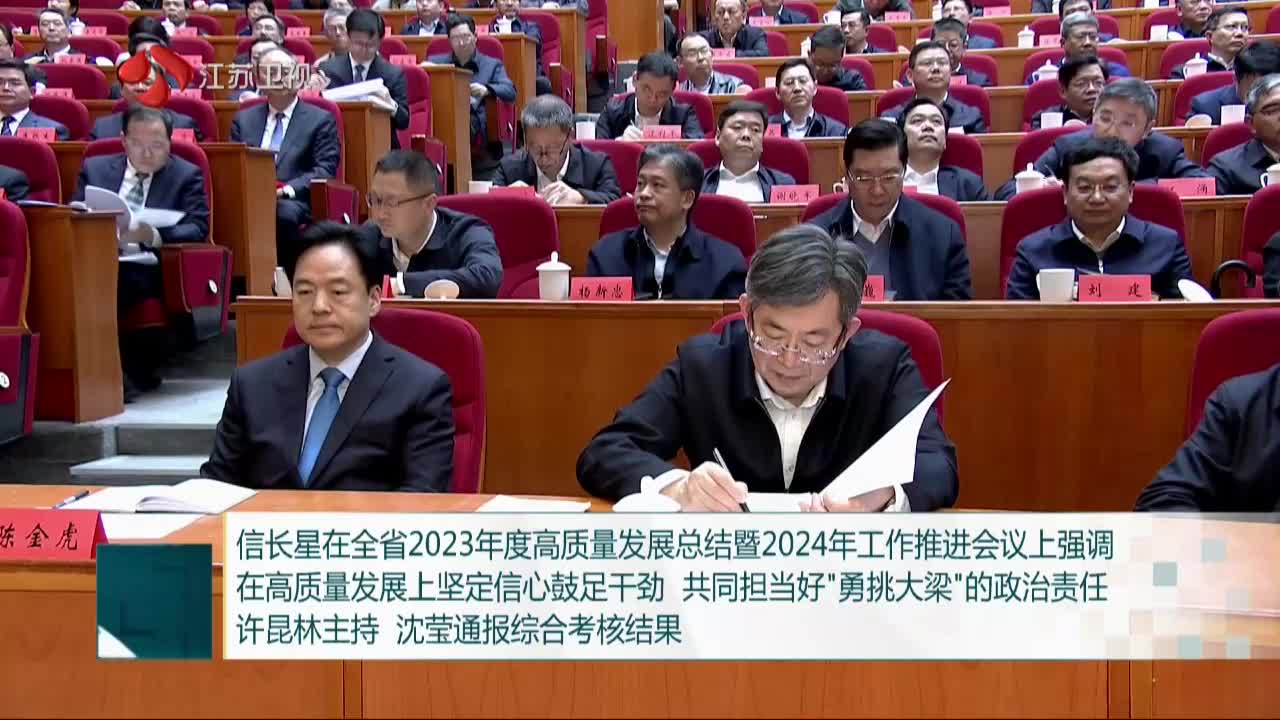 江苏卫视
谢晓军
杨新忠
刘建
陈金虎
信长星在全省2023年度高质量发展总结暨2024年工作推进会议上强调
在高质量发展上坚定信心鼓足干劲 共同担当好"勇挑大梁"的政治责任
许昆林主持 沈莹通报综合考核结果